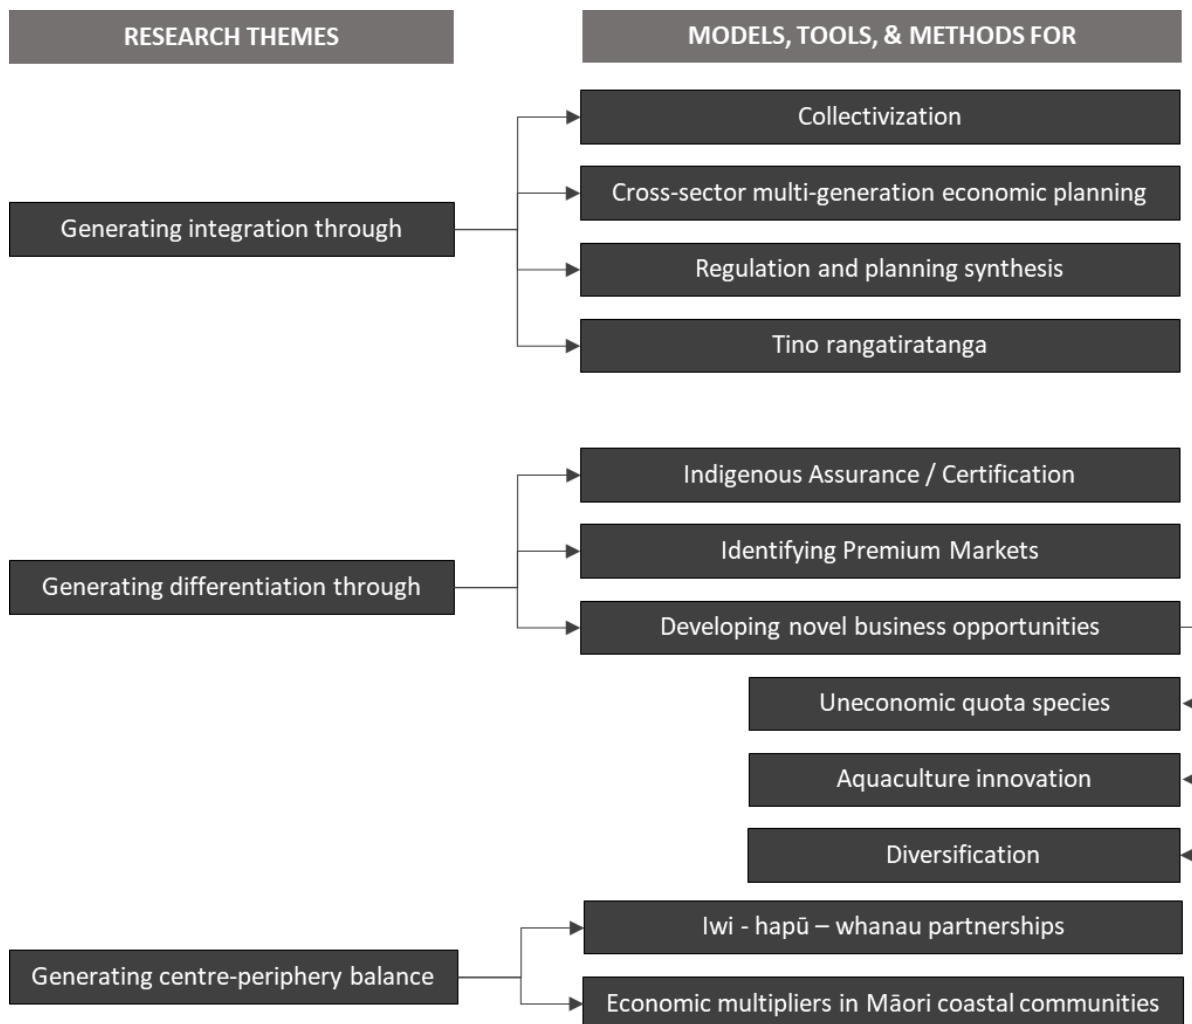 RESEARCH THEMES
MODELS, TOOLS, & METHODS FOR
Generating integration through
Collectivization
Cross-sector multi-generation economic planning
Regulation and planning synthesis
Tino rangatiratanga
Generating differentiation through
Indigenous Assurance / Certification
Identifying Premium Markets
Developing novel business opportunities
Uneconomic quota species
Aquaculture innovation
Diversification
Generating centre-periphery balance
Iwi - hapū – whanau partnerships
Economic multipliers in Māori coastal communities